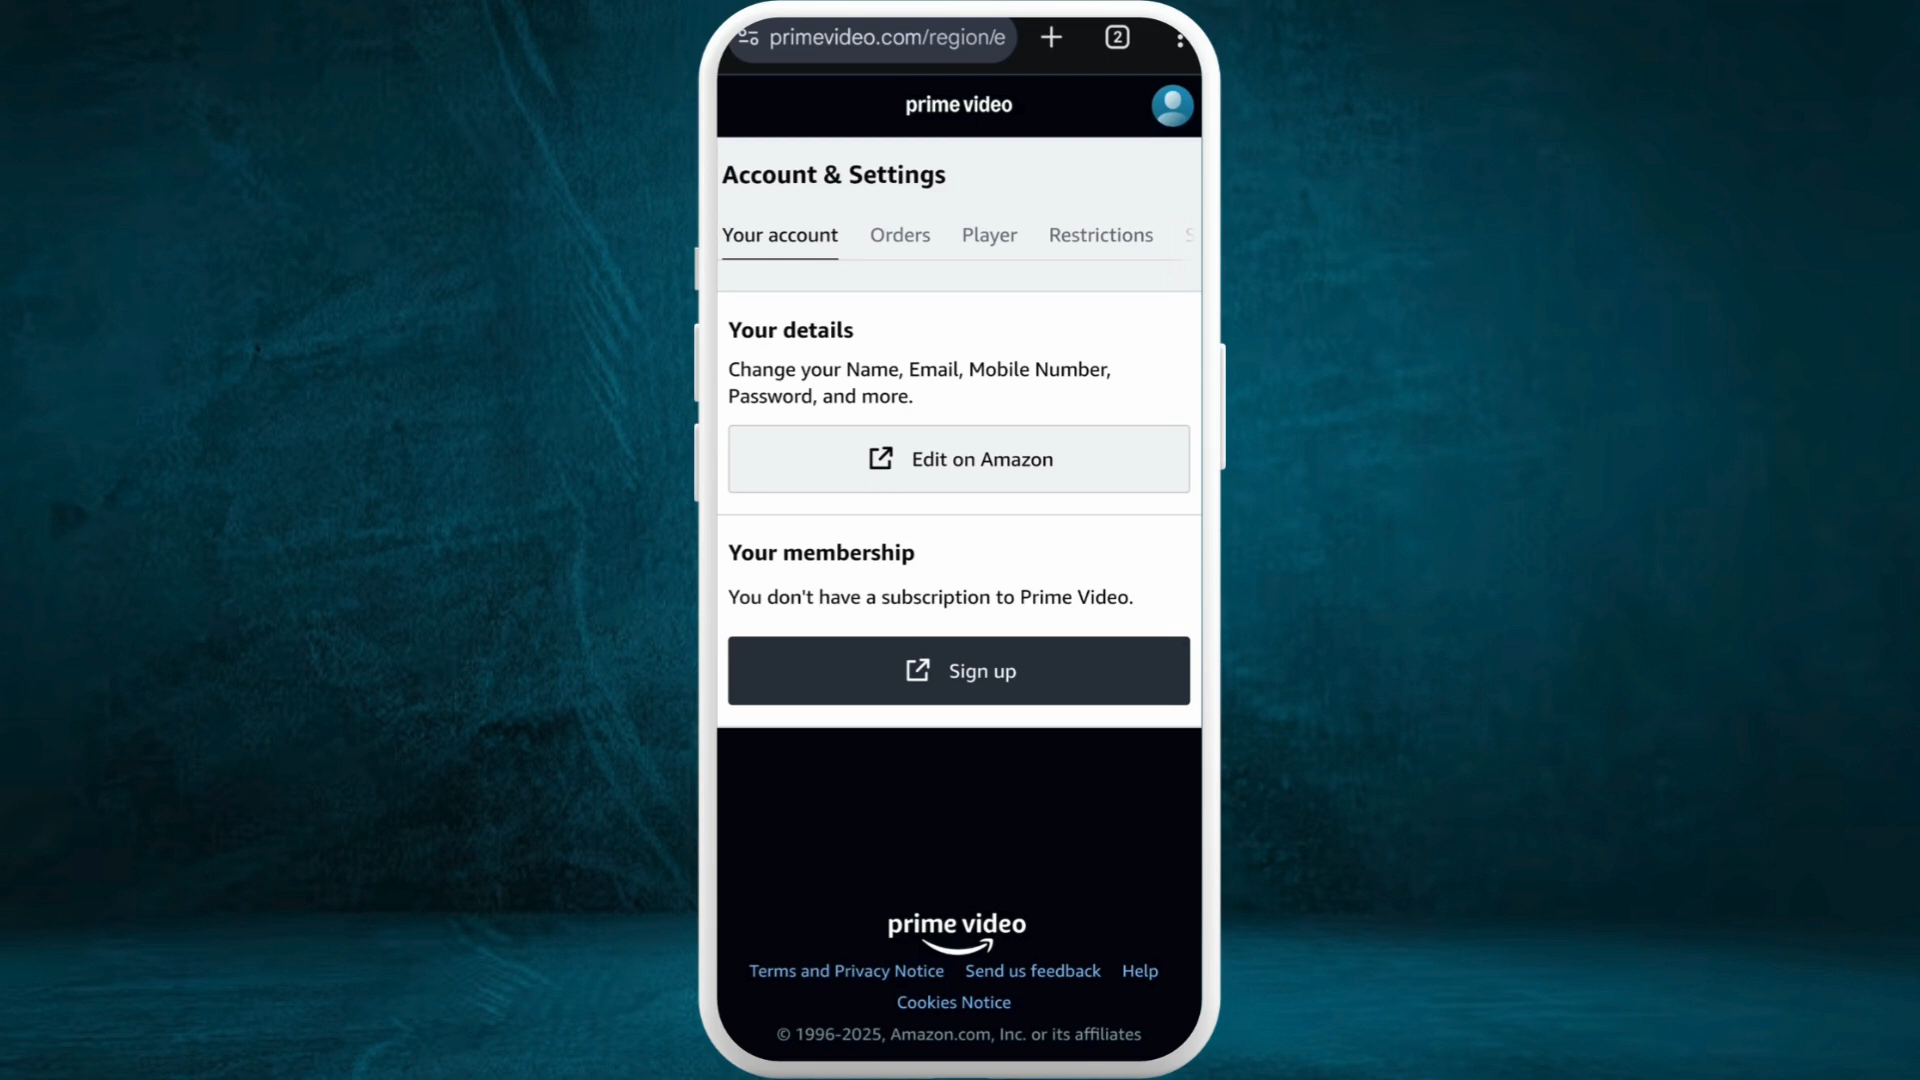 primevideo.com/region/e
2
prime video
Account & Settings
Your account Orders Player Restrictions S
Your details
Change your Name, Email, Mobile Number,
Password, and more.
Edit on Amazon
Your membership
You don't have a subscription to Prime Video.
Sign up
prime video
Terms and Privacy Notice Send us feedback Help
Cookies Notice
© 1996-2025, Amazon.com, Inc. or its affiliates